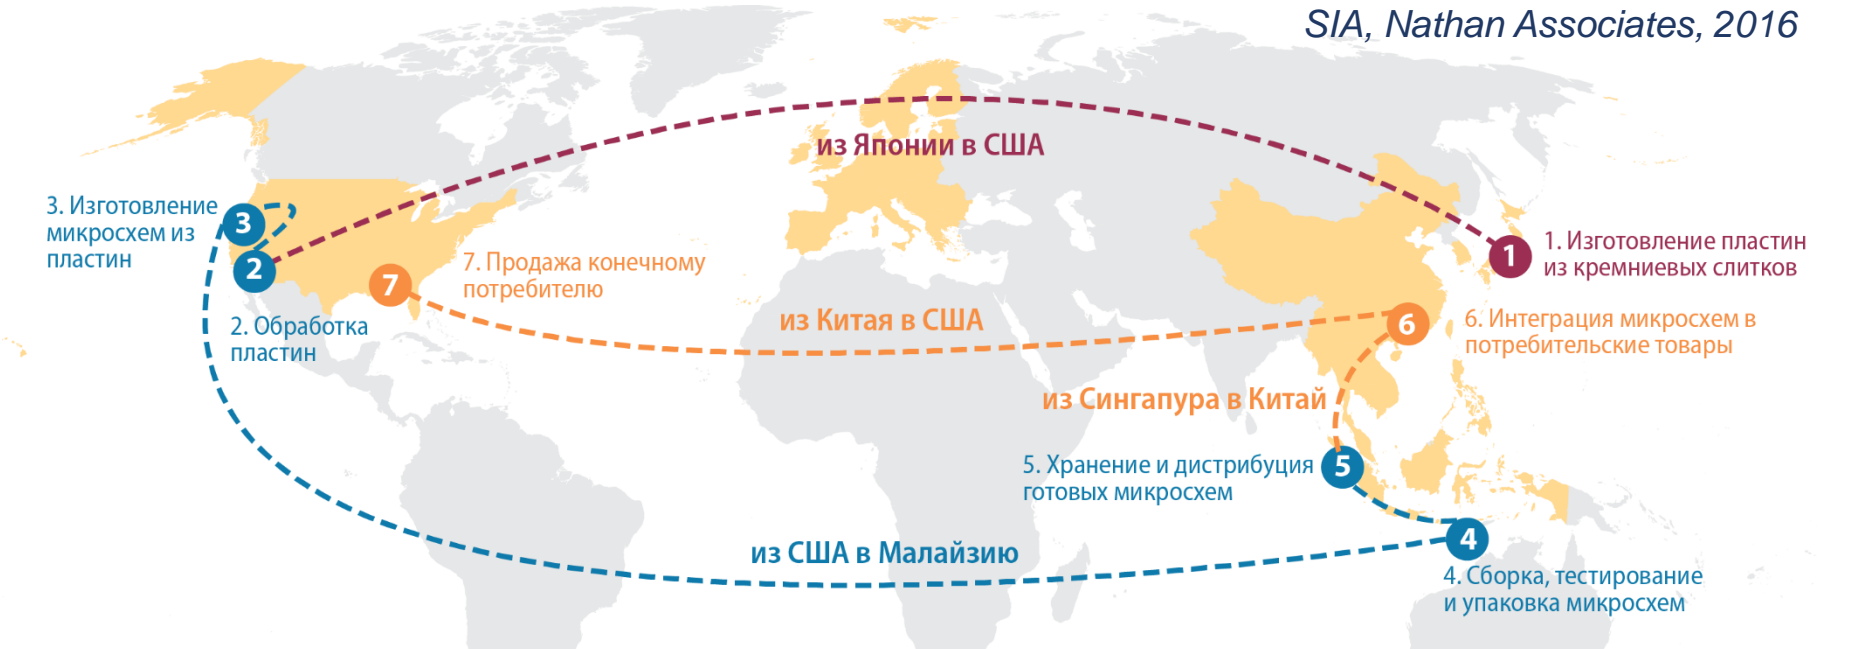 SIA, Nathan Associates, 2016
из Японии в США
3. Изготовление
микросхем из
пластин
3
2
1
1. Изготовление пластин
из кремниевых слитков
7
7. Продажа конечному
потребителю
2. Обработка
пластин
из Китая в США
6
6. Интеграция микросхем в
потребительские товары
из Сингапура в Китай
5. Хранение и дистрибуция
готовых микросхем
5
из США в Малайзию
4
4. Сборка, тестирование
и упаковка микросхем